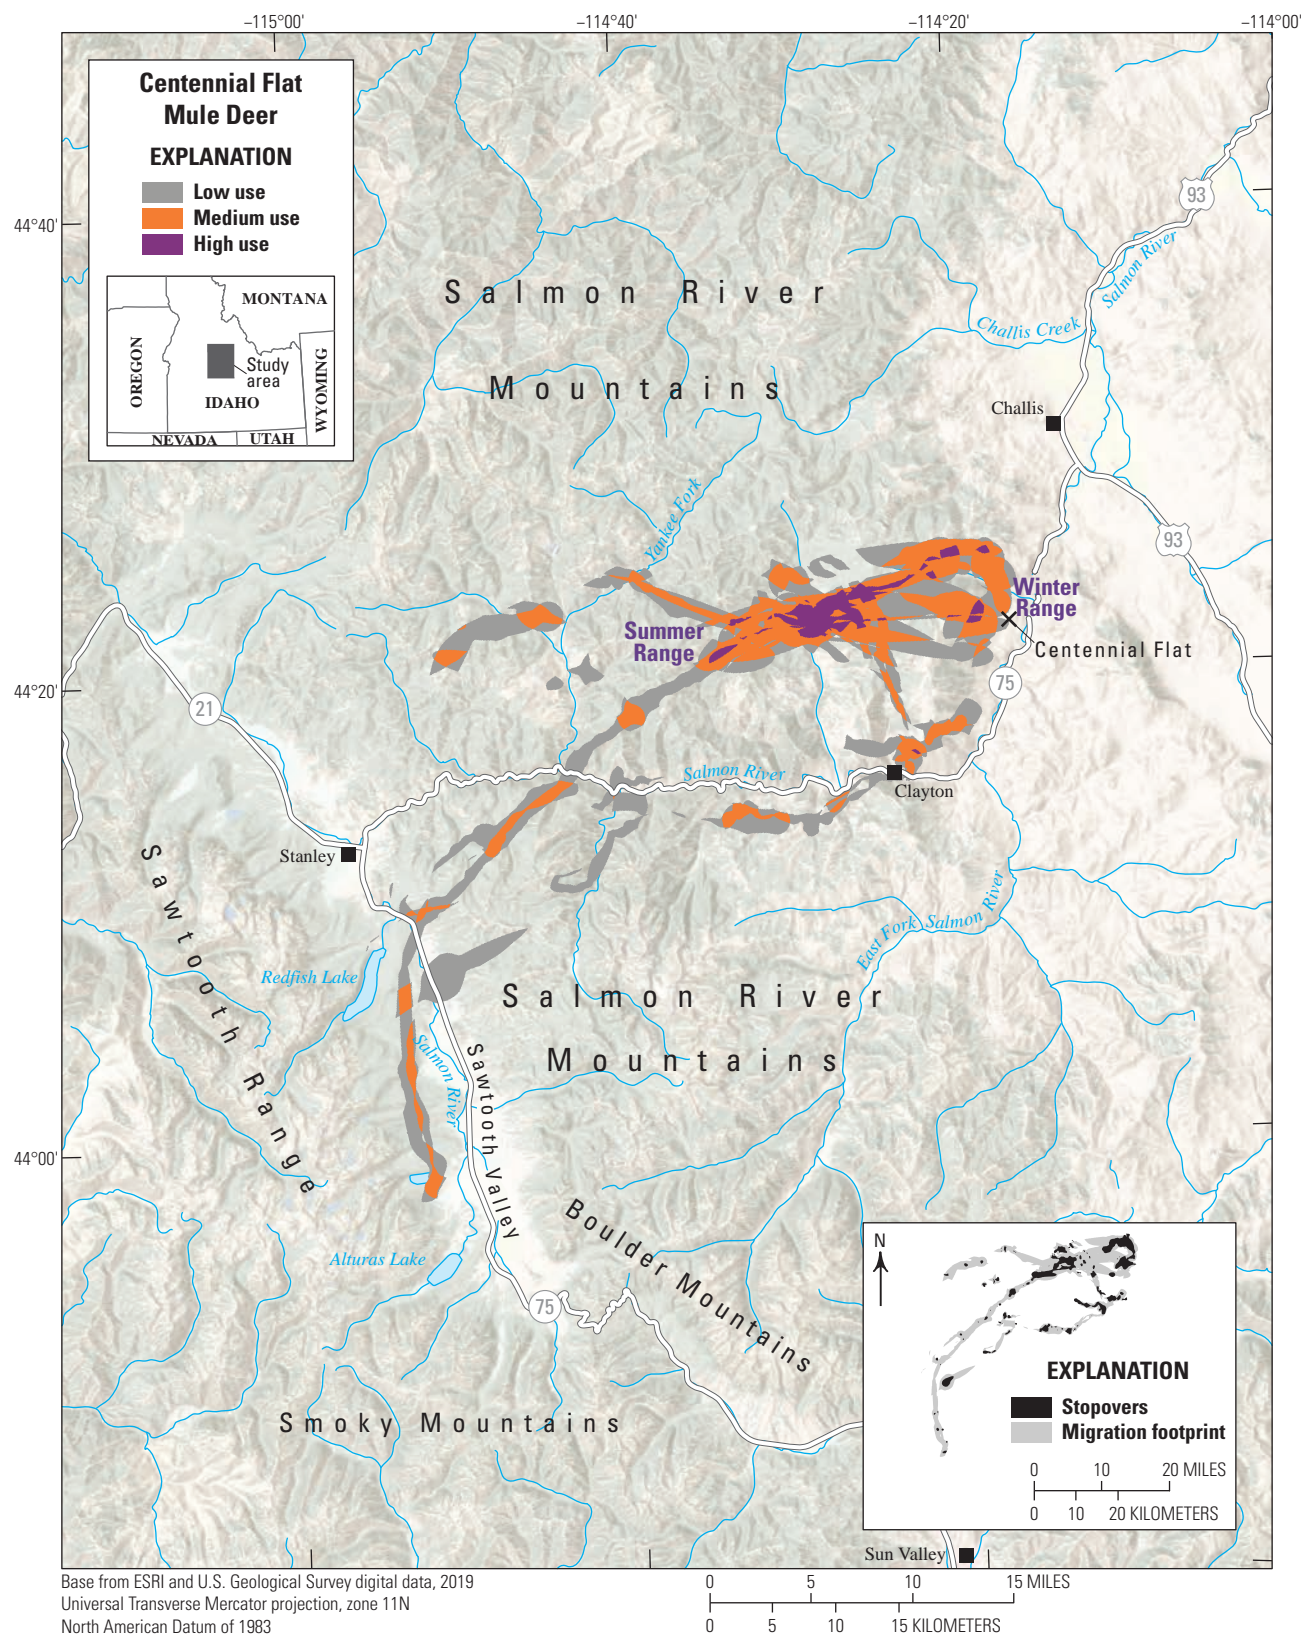 −115°00'
−114°40'
−114°20'
−114°00'
Centennial Flat
Mule Deer
EXPLANATION
Low use
Medium use
High use
MONTANA
OREGON
Study
area
IDAHO
WYOMING
NEVADA
UTAH
44°40'
93
Salmon River
Salmon River
Challis Creek
Mountains
Challis
Yankee Fork
93
Winter
Range
Summer
Range
Centennial Flat
44°20'
21
75
Salmon River
Clayton
Stanley
Sawtooth Range
East Fork Salmon River
Redfish Lake
Salmon River
Mountains
Salmon River
Sawtooth Valley
44°00'
Boulder Mountains
Alturas Lake
75
Smoky Mountains
N
EXPLANATION
Stopovers
Migration footprint
0 10 20 MILES
0 10 20 KILOMETERS
Sun Valley
Base from ESRI and U.S. Geological Survey digital data, 2019
Universal Transverse Mercator projection, zone 11N
North American Datum of 1983
0 5 10 15 MILES
0 5 10 15 KILOMETERS